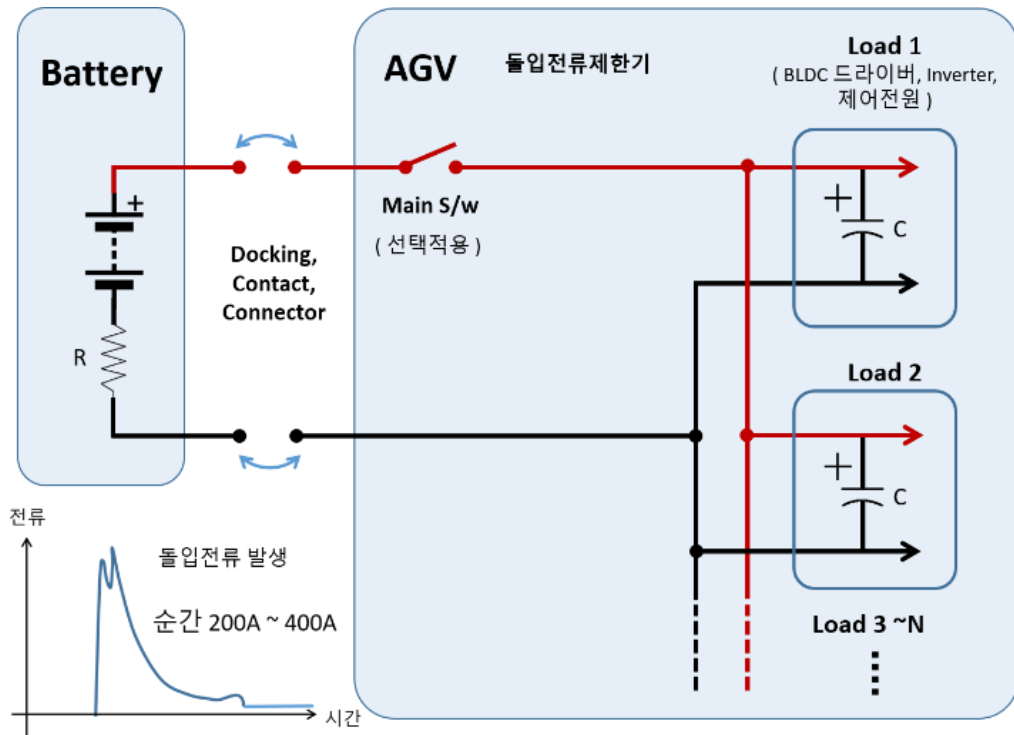 Battery
AGV
돌입전류제한기
Load 1
( BLDC 드라이버, Inverter,
제어전원 )
+
Main S/w
( 선택적용 )
+
C
Docking,
Contact,
Connector
R
Load 2
+
C
전류
돌입전류 발생
순간 200A ~ 400A
Load 3 ~N
시간